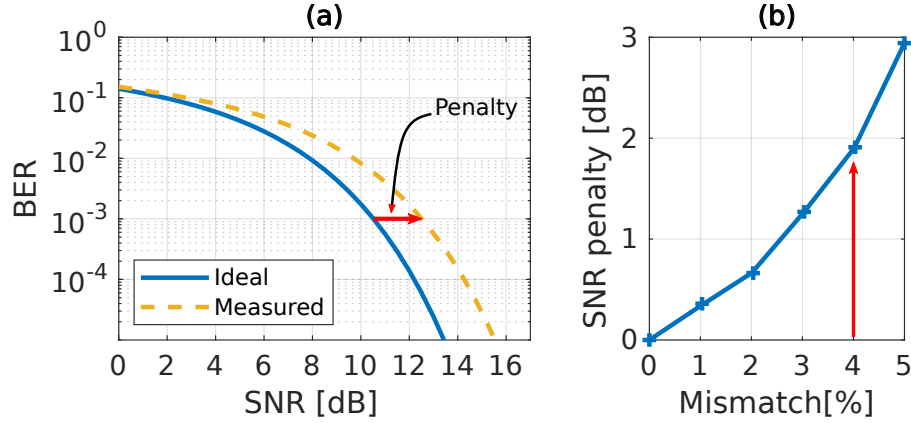 (a)
10^0
10^-1
10^-2
10^-3
10^-4
BER
Penalty
Ideal
Measured
0 2 4 6 8 10 12 14 16
SNR [dB]
(b)
3
2
1
0
SNR penalty [dB]
0 1 2 3 4 5
Mismatch[%]